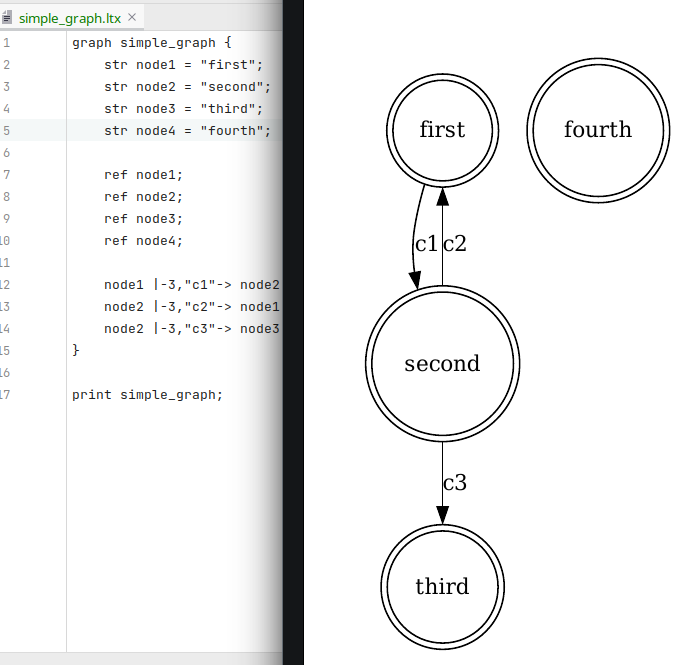 simple_graph.ltx
1 graph simple_graph {
2 str node1 = "first";
3 str node2 = "second";
4 str node3 = "third";
5 str node4 = "fourth";
6
7 ref node1;
8 ref node2;
9 ref node3;
10 ref node4;
11
12 node1 |-3,"c1"-> node2
13 node2 |-3,"c2"-> node1
14 node2 |-3,"c3"-> node3
15 }
16
17 print simple_graph;
first
fourth
c1 c2
second
c3
third